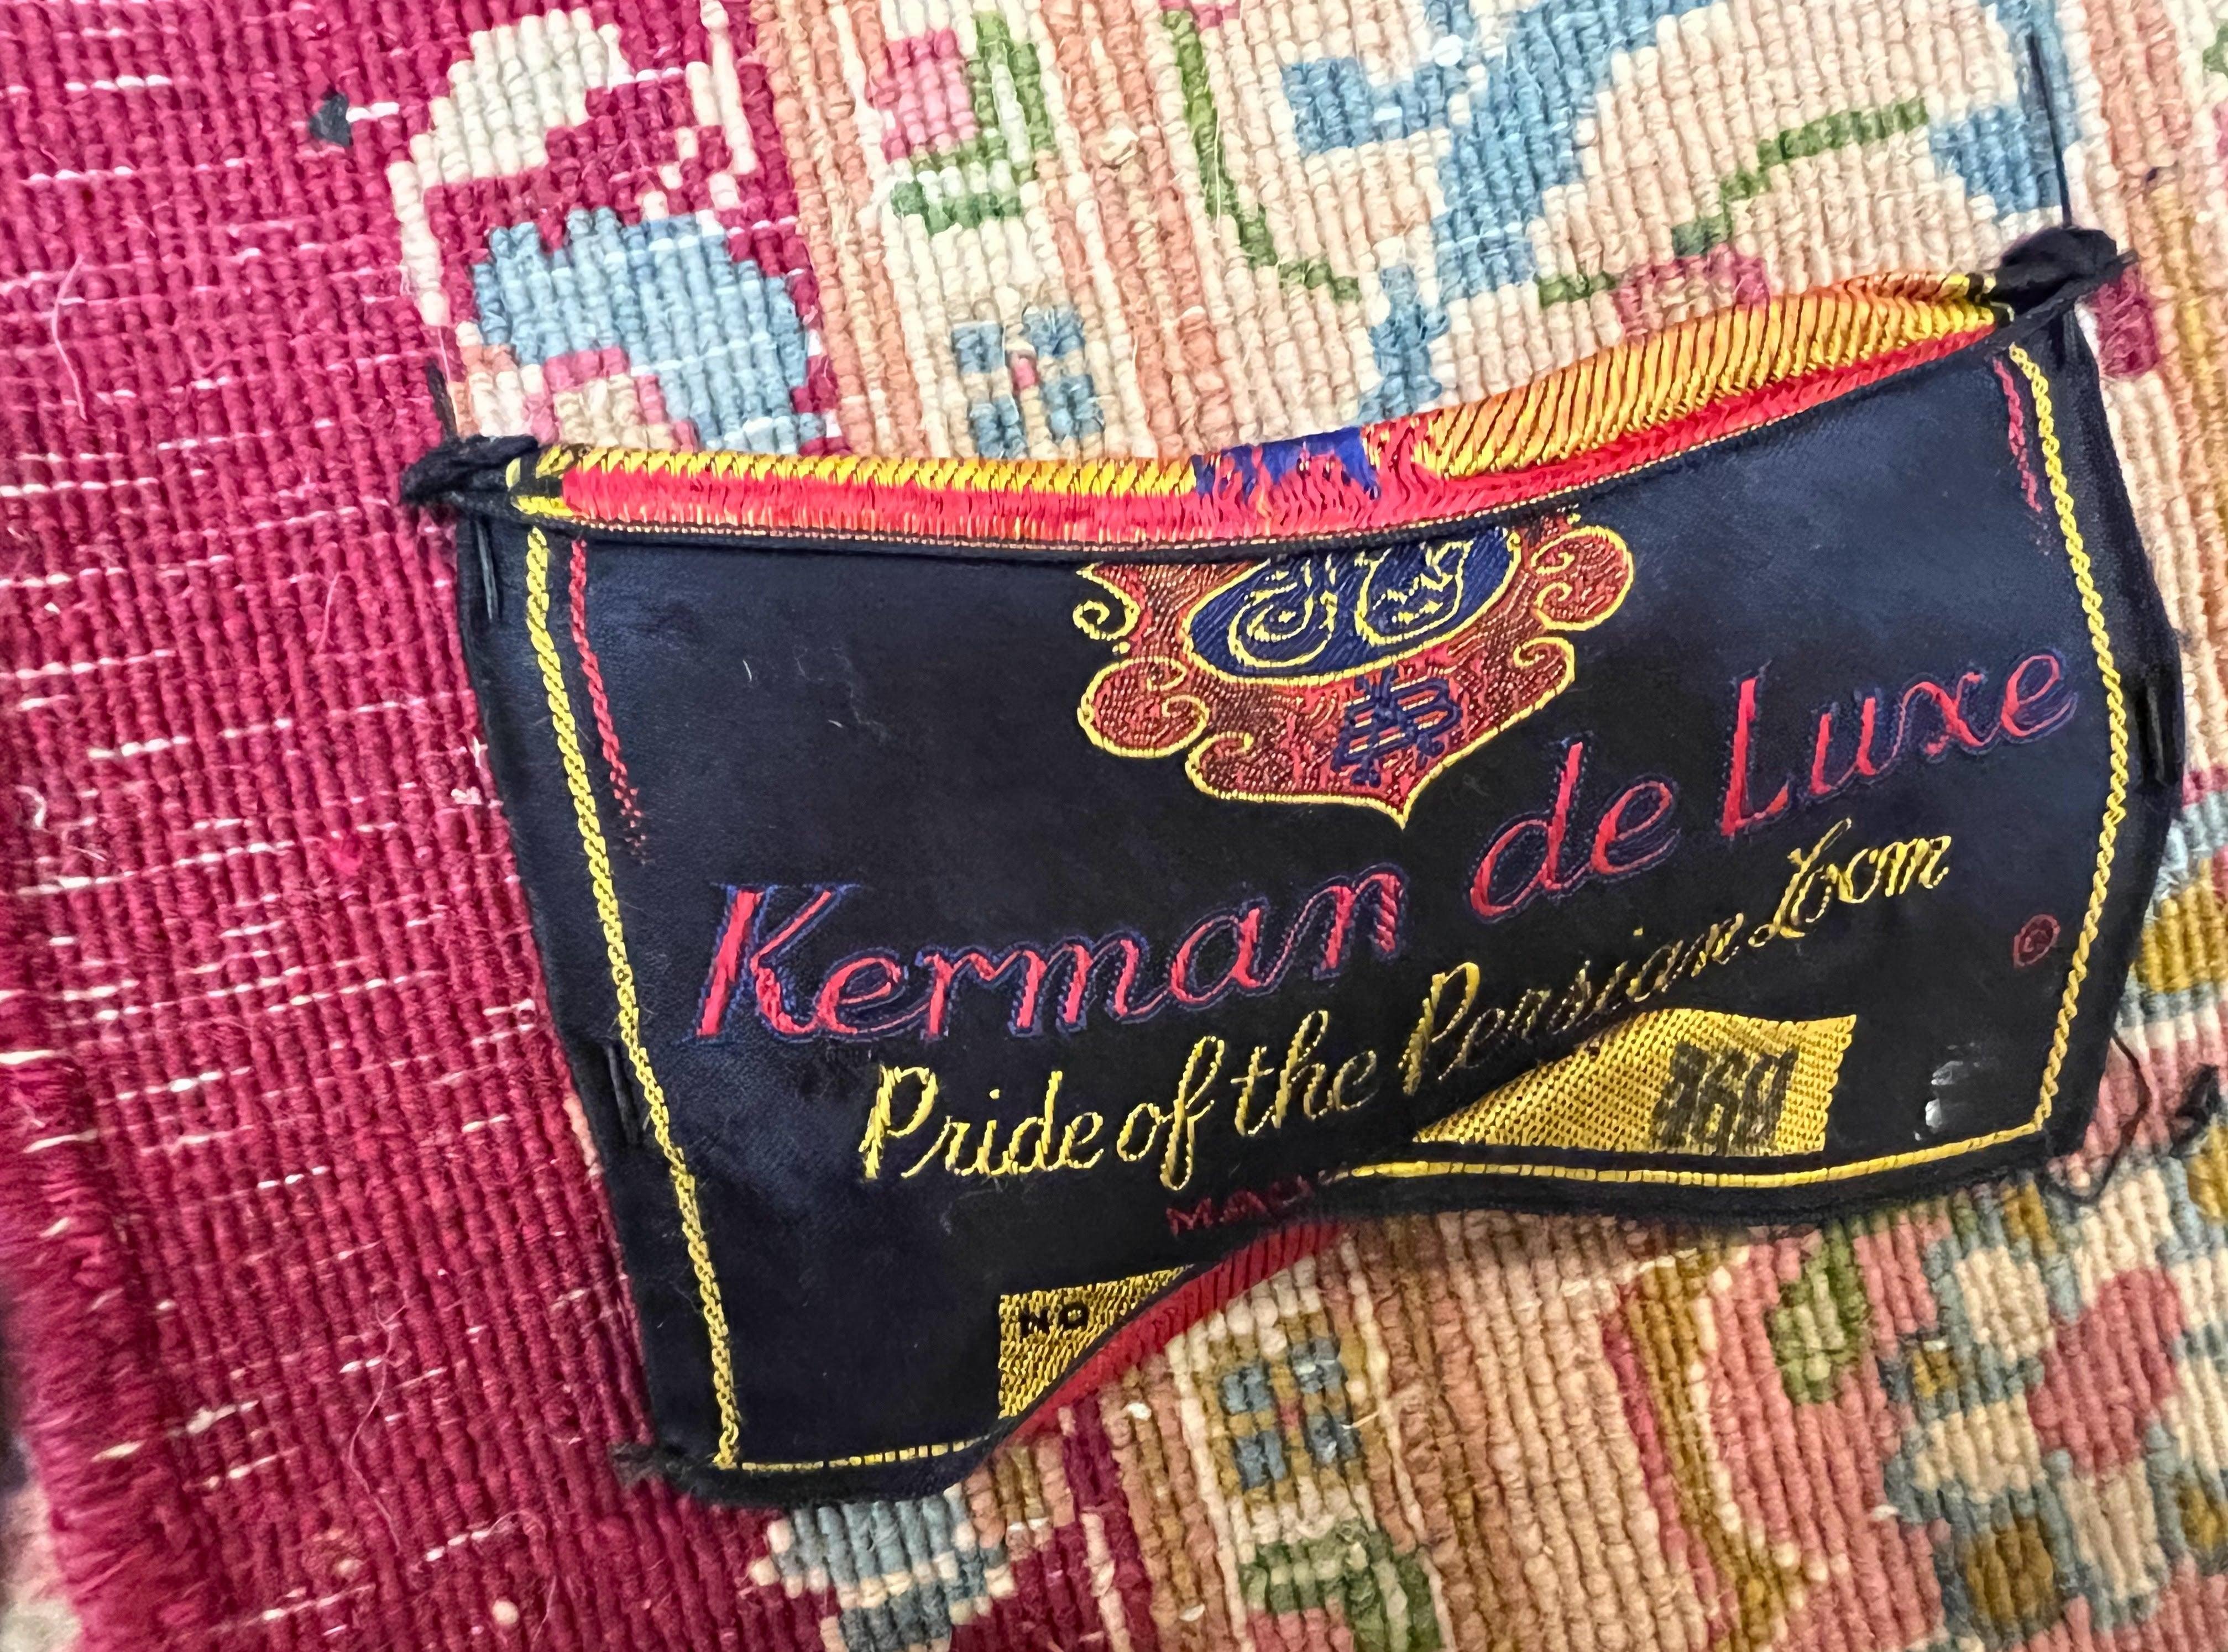 Kerman de Luxe
Pride of the Persian Loom
®
NO